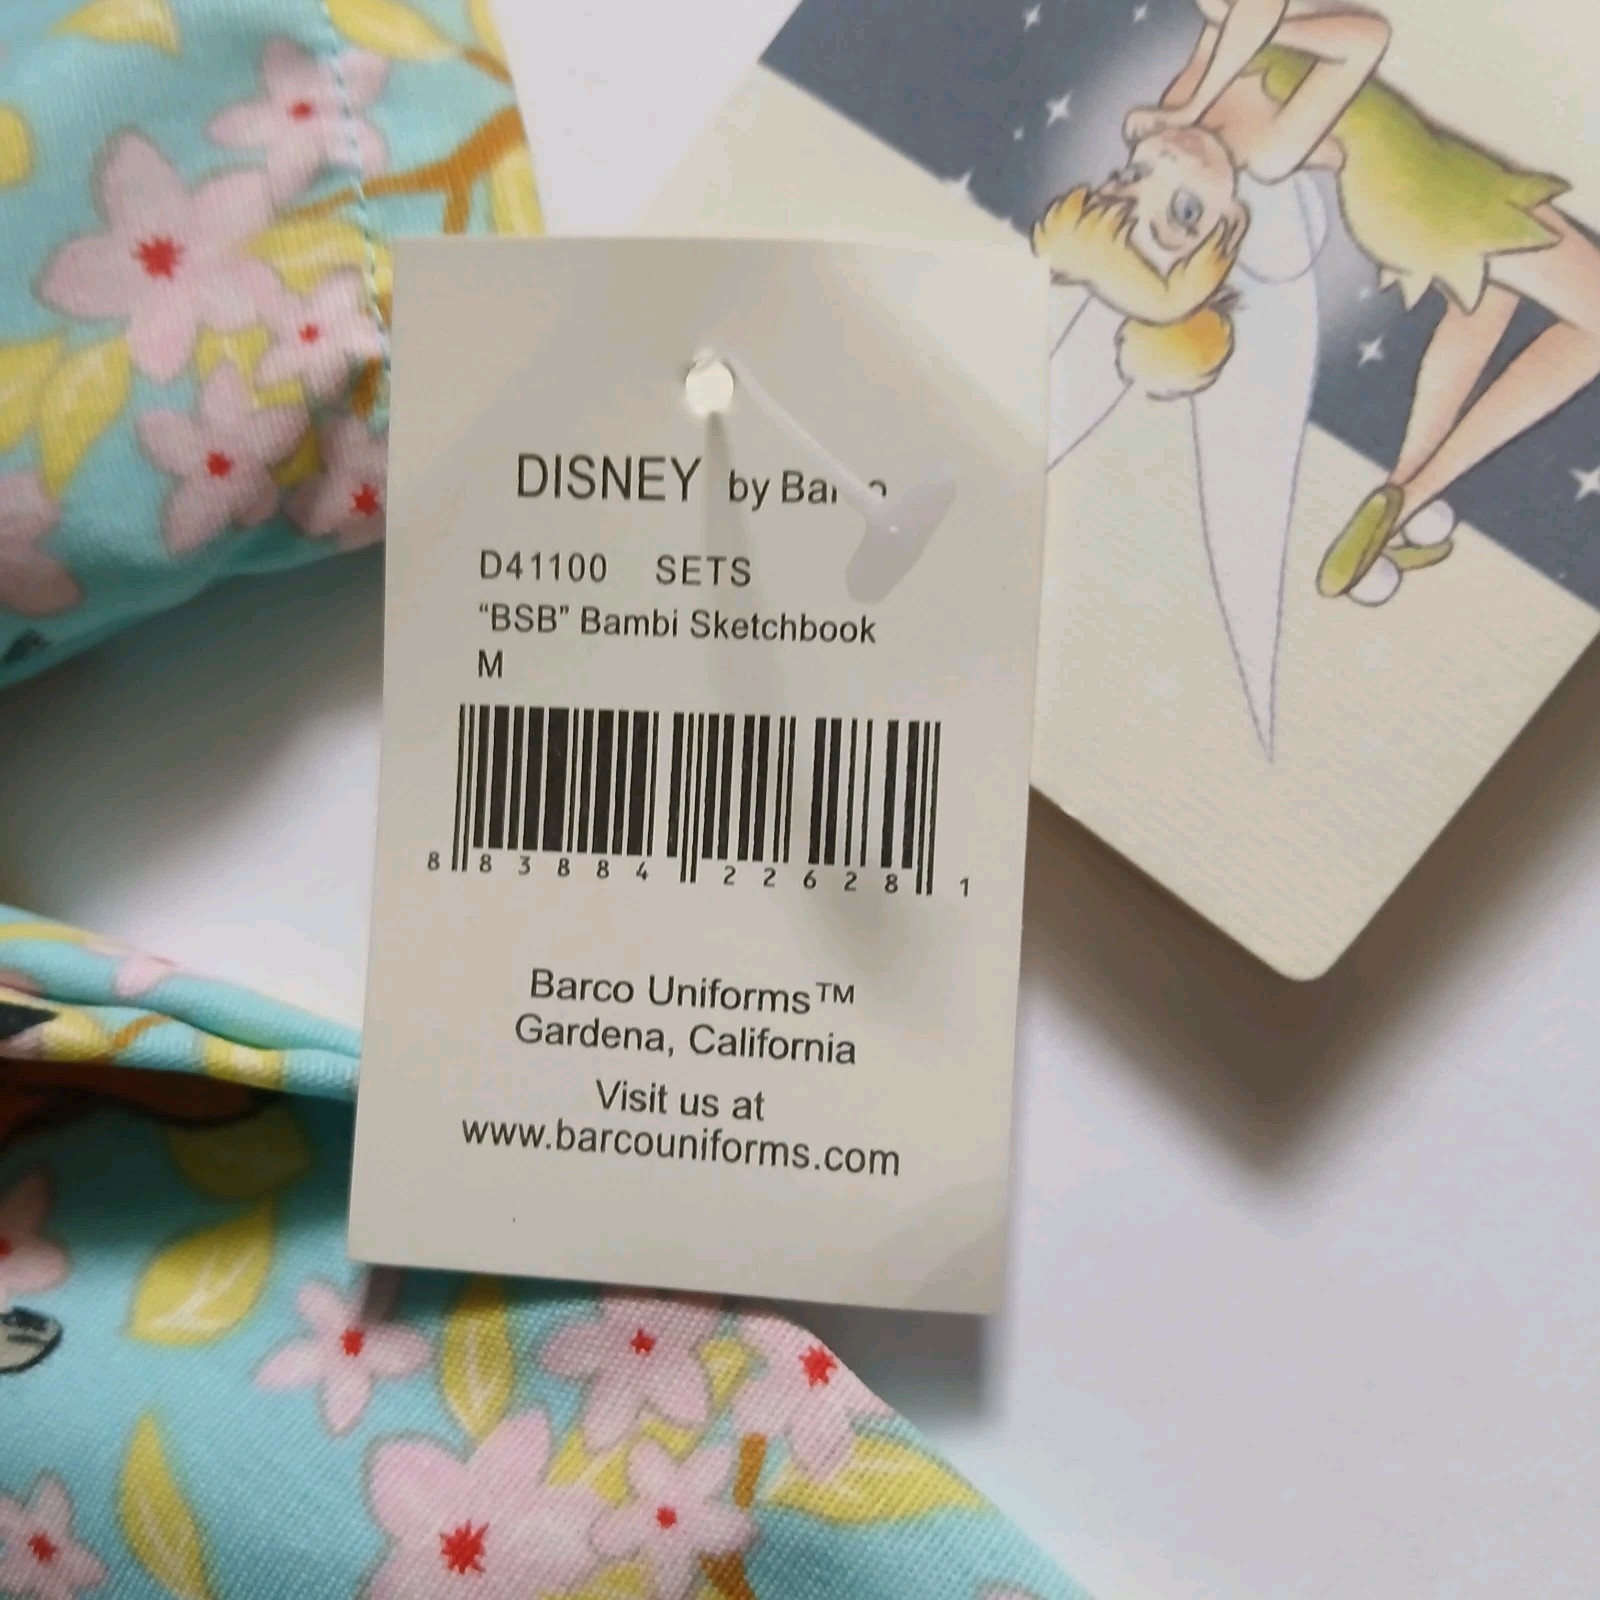 DISNEY by
D41100 SETS
“BSB” Bambi Sketchbook
M
8 83884 22628 1
Barco Uniforms™
Gardena, California
Visit us at
www.barcouniforms.com